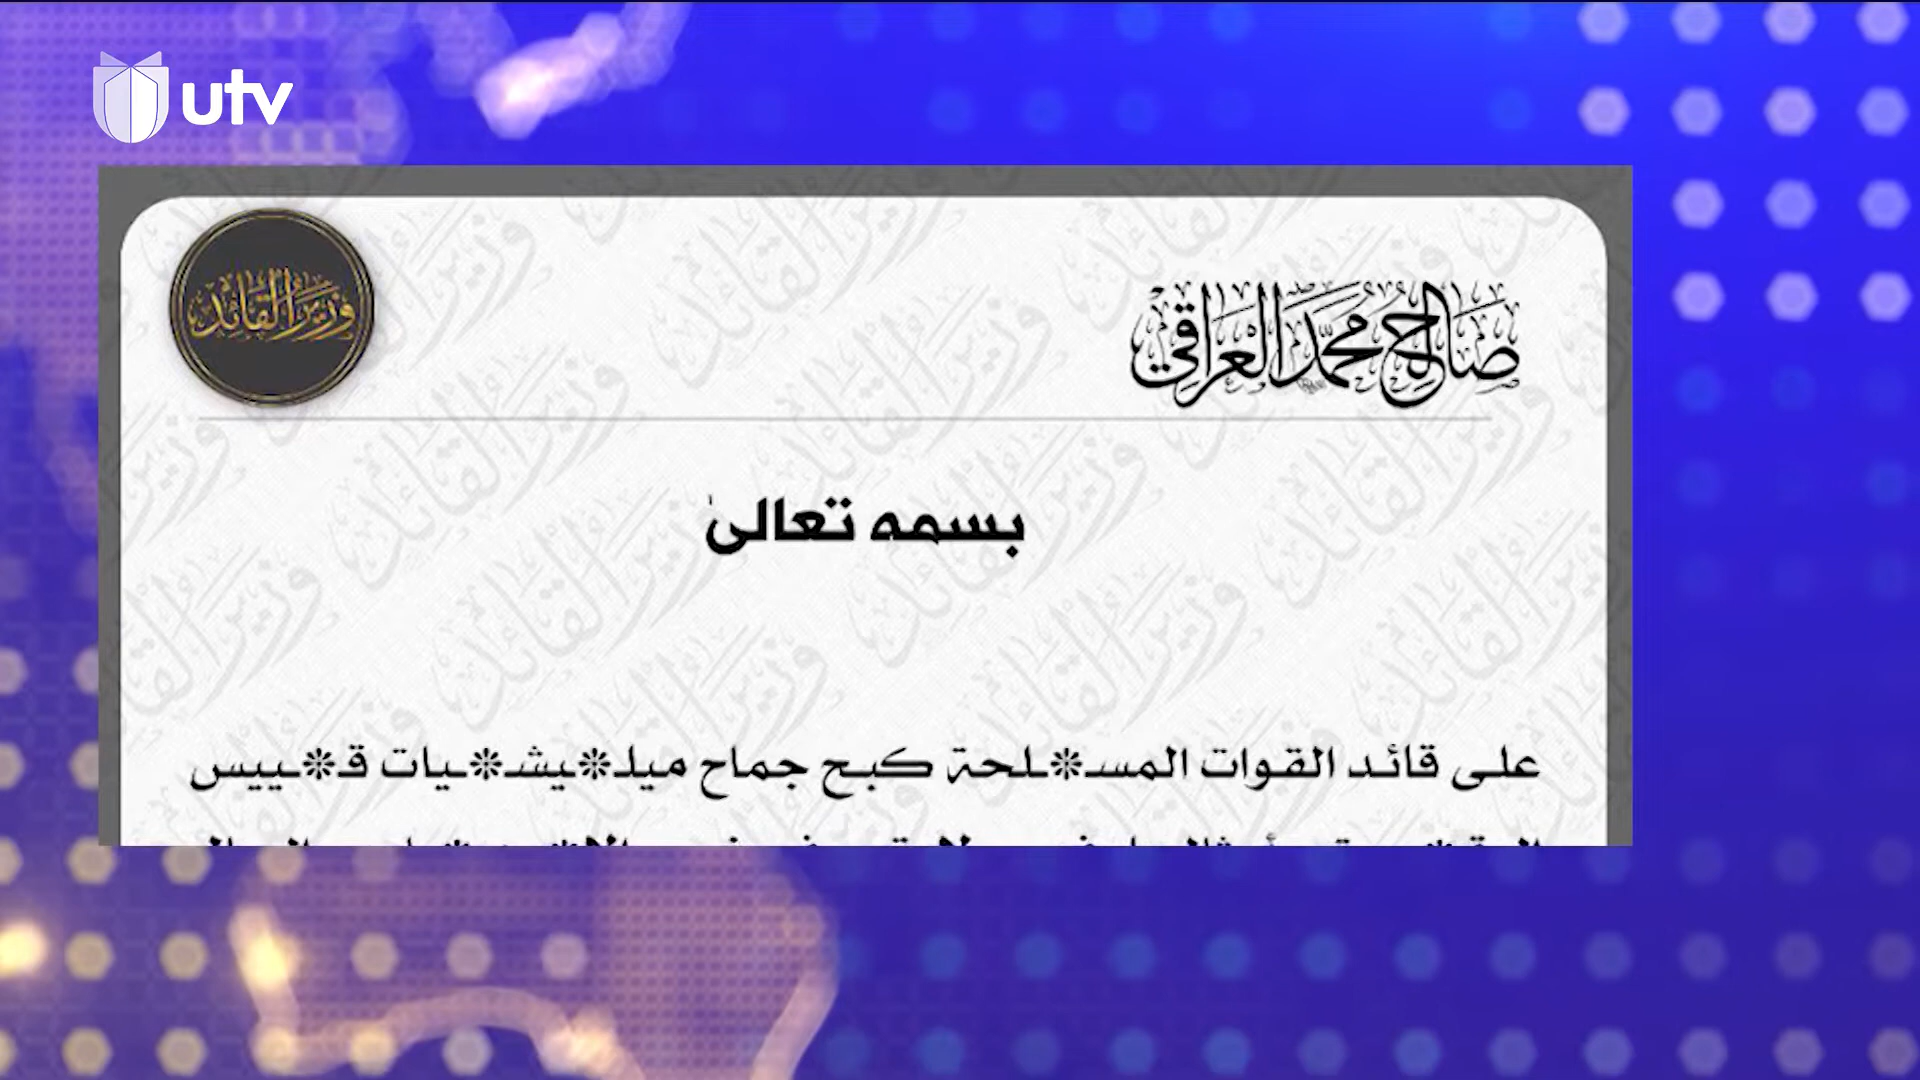 utv
صالح محمد العراقي
وزير القائد
بسمه تعالىٰ
على قائد القوات المسـ*ـلحة كبح جماح ميلـ*ـيشـ*ـيات قـ*ـييس